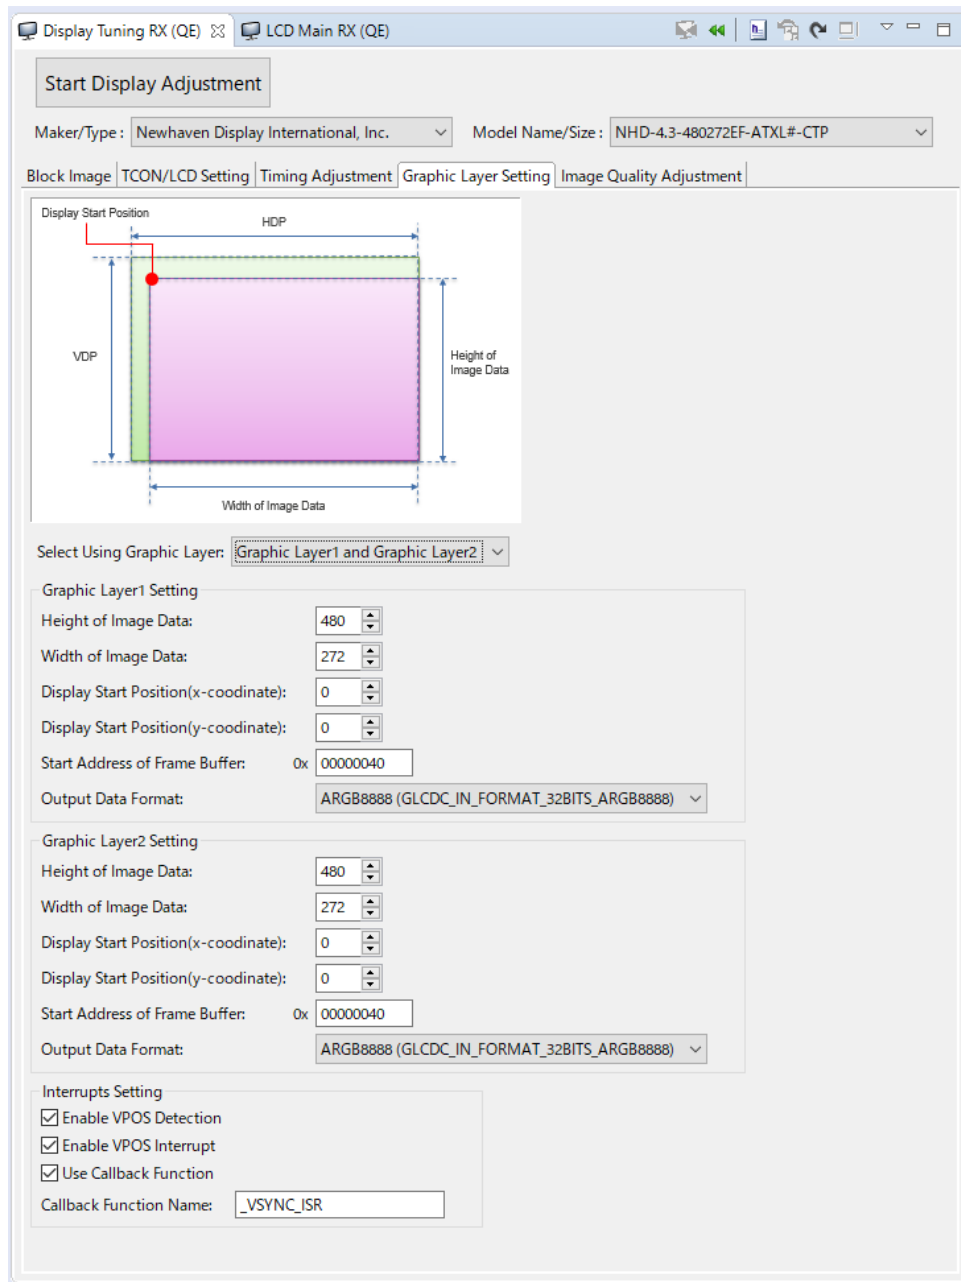 Display Tuning RX (QE) LCD Main RX (QE)
Start Display Adjustment
Maker/Type : Newhaven Display International, Inc. Model Name/Size : NHD-4.3-480272EF-ATXL#-CTP
Block Image TCON/LCD Setting Timing Adjustment Graphic Layer Setting Image Quality Adjustment
Display Start Position
HDP
VDP
Height of
Image Data
Width of Image Data
Select Using Graphic Layer: Graphic Layer1 and Graphic Layer2
Graphic Layer1 Setting
Height of Image Data: 480
Width of Image Data: 272
Display Start Position(x-coodinate): 0
Display Start Position(y-coodinate): 0
Start Address of Frame Buffer: 0x 00000040
Output Data Format: ARGB8888 (GLCDC_IN_FORMAT_32BITS_ARGB8888)
Graphic Layer2 Setting
Height of Image Data: 480
Width of Image Data: 272
Display Start Position(x-coodinate): 0
Display Start Position(y-coodinate): 0
Start Address of Frame Buffer: 0x 00000040
Output Data Format: ARGB8888 (GLCDC_IN_FORMAT_32BITS_ARGB8888)
Interrupts Setting
Enable VPOS Detection
Enable VPOS Interrupt
Use Callback Function
Callback Function Name: _VSYNC_ISR